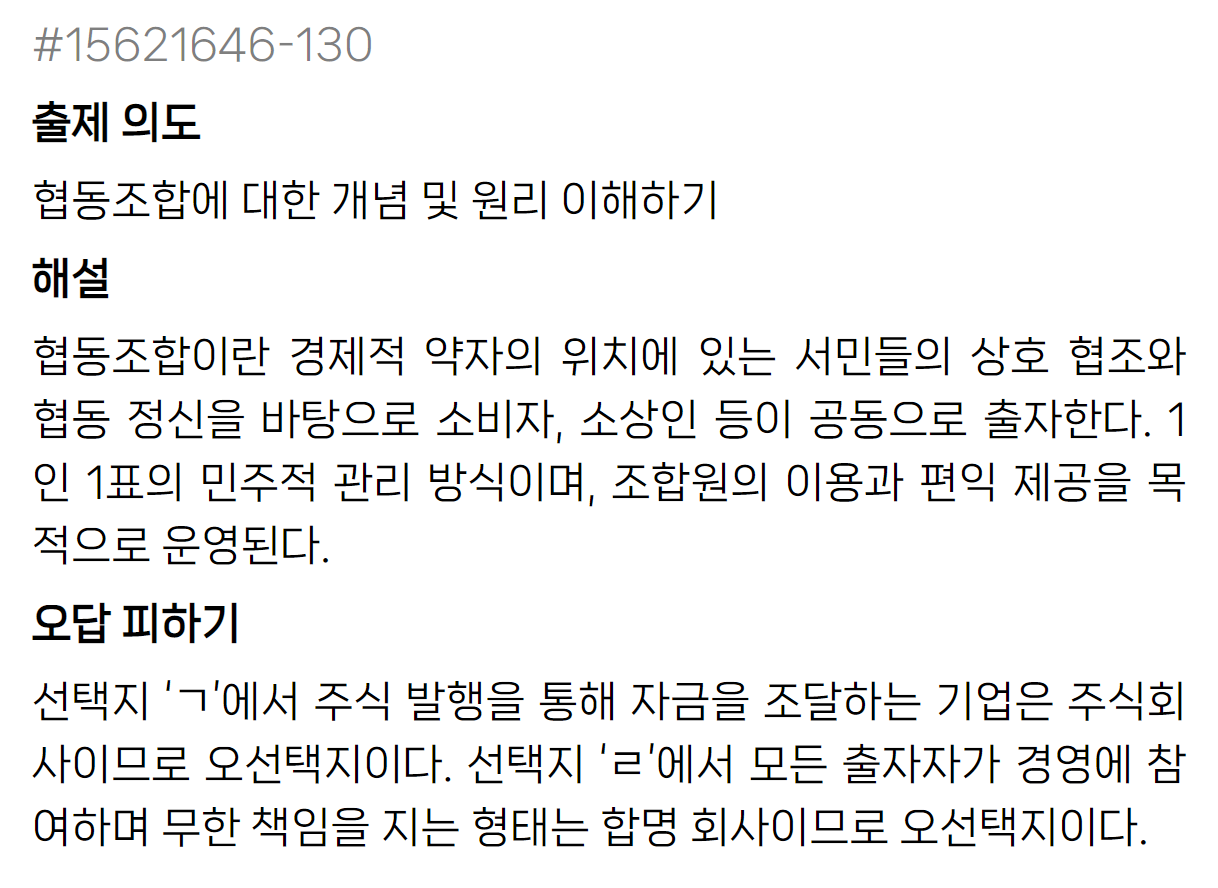 #15621646-130
출제 의도
협동조합에 대한 개념 및 원리 이해하기
해설
협동조합이란 경제적 약자의 위치에 있는 서민들의 상호 협조와
협동 정신을 바탕으로 소비자, 소상인 등이 공동으로 출자한다. 1
인 1표의 민주적 관리 방식이며, 조합원의 이용과 편익 제공을 목
적으로 운영된다.
오답 피하기
선택지 ‘ㄱ’에서 주식 발행을 통해 자금을 조달하는 기업은 주식회
사이므로 오선택지이다. 선택지 ‘ㄹ’에서 모든 출자자가 경영에 참
여하며 무한 책임을 지는 형태는 합명 회사이므로 오선택지이다.